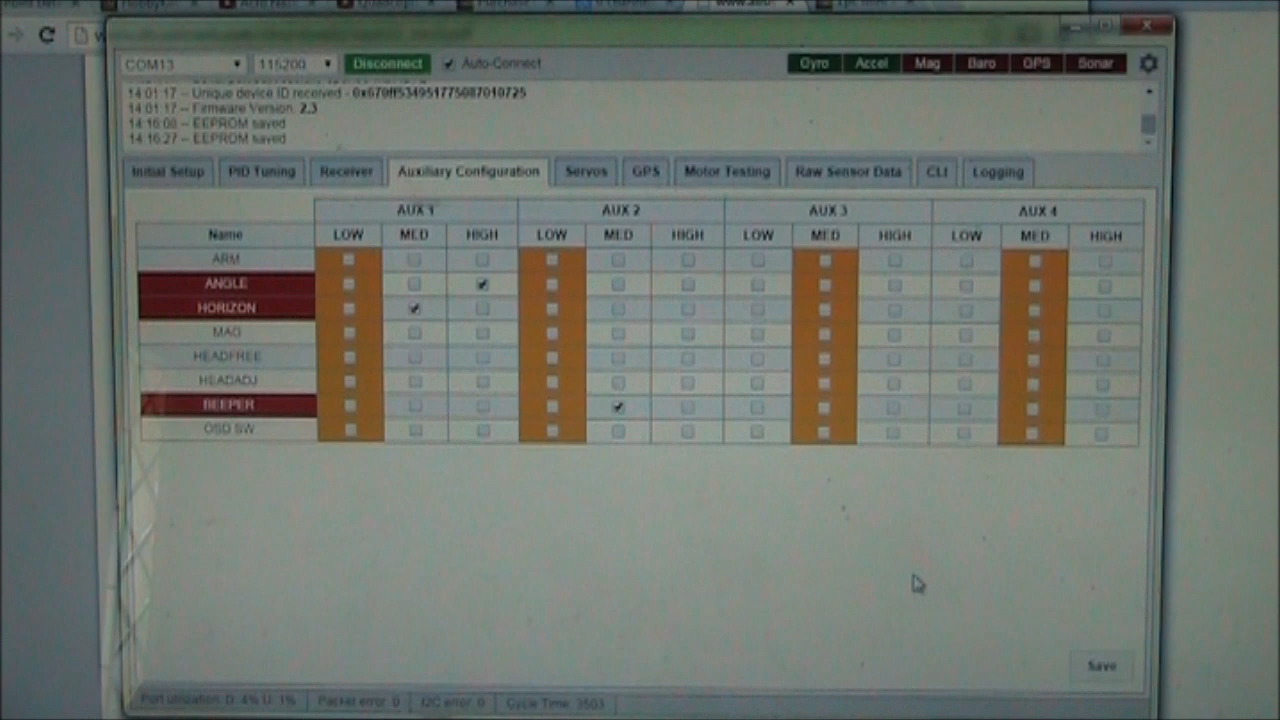 COM13 115200 Disconnect Auto-Connect Gyro Accel Mag Baro GPS Sonar
14:01:17 -- Unique device ID received - 0x670ff534951775087010725
14:01:17 -- Firmware Version: 2.3
14:16:08 -- EEPROM saved
14:16:27 -- EEPROM saved
Initial Setup PID Tuning Receiver Auxiliary Configuration Servos GPS Motor Testing Raw Sensor Data CLI Logging
AUX 1 AUX 2 AUX 3 AUX 4
Name LOW MED HIGH LOW MED HIGH LOW MED HIGH LOW MED HIGH
ARM
ANGLE
HORIZON
MAG
HEADFREE
HEADADJ
BEEPER
OSD SW
Save
Port utilization: D: 4% U: 1% Packet error: 0 I2C error: 0 Cycle Time: 3503